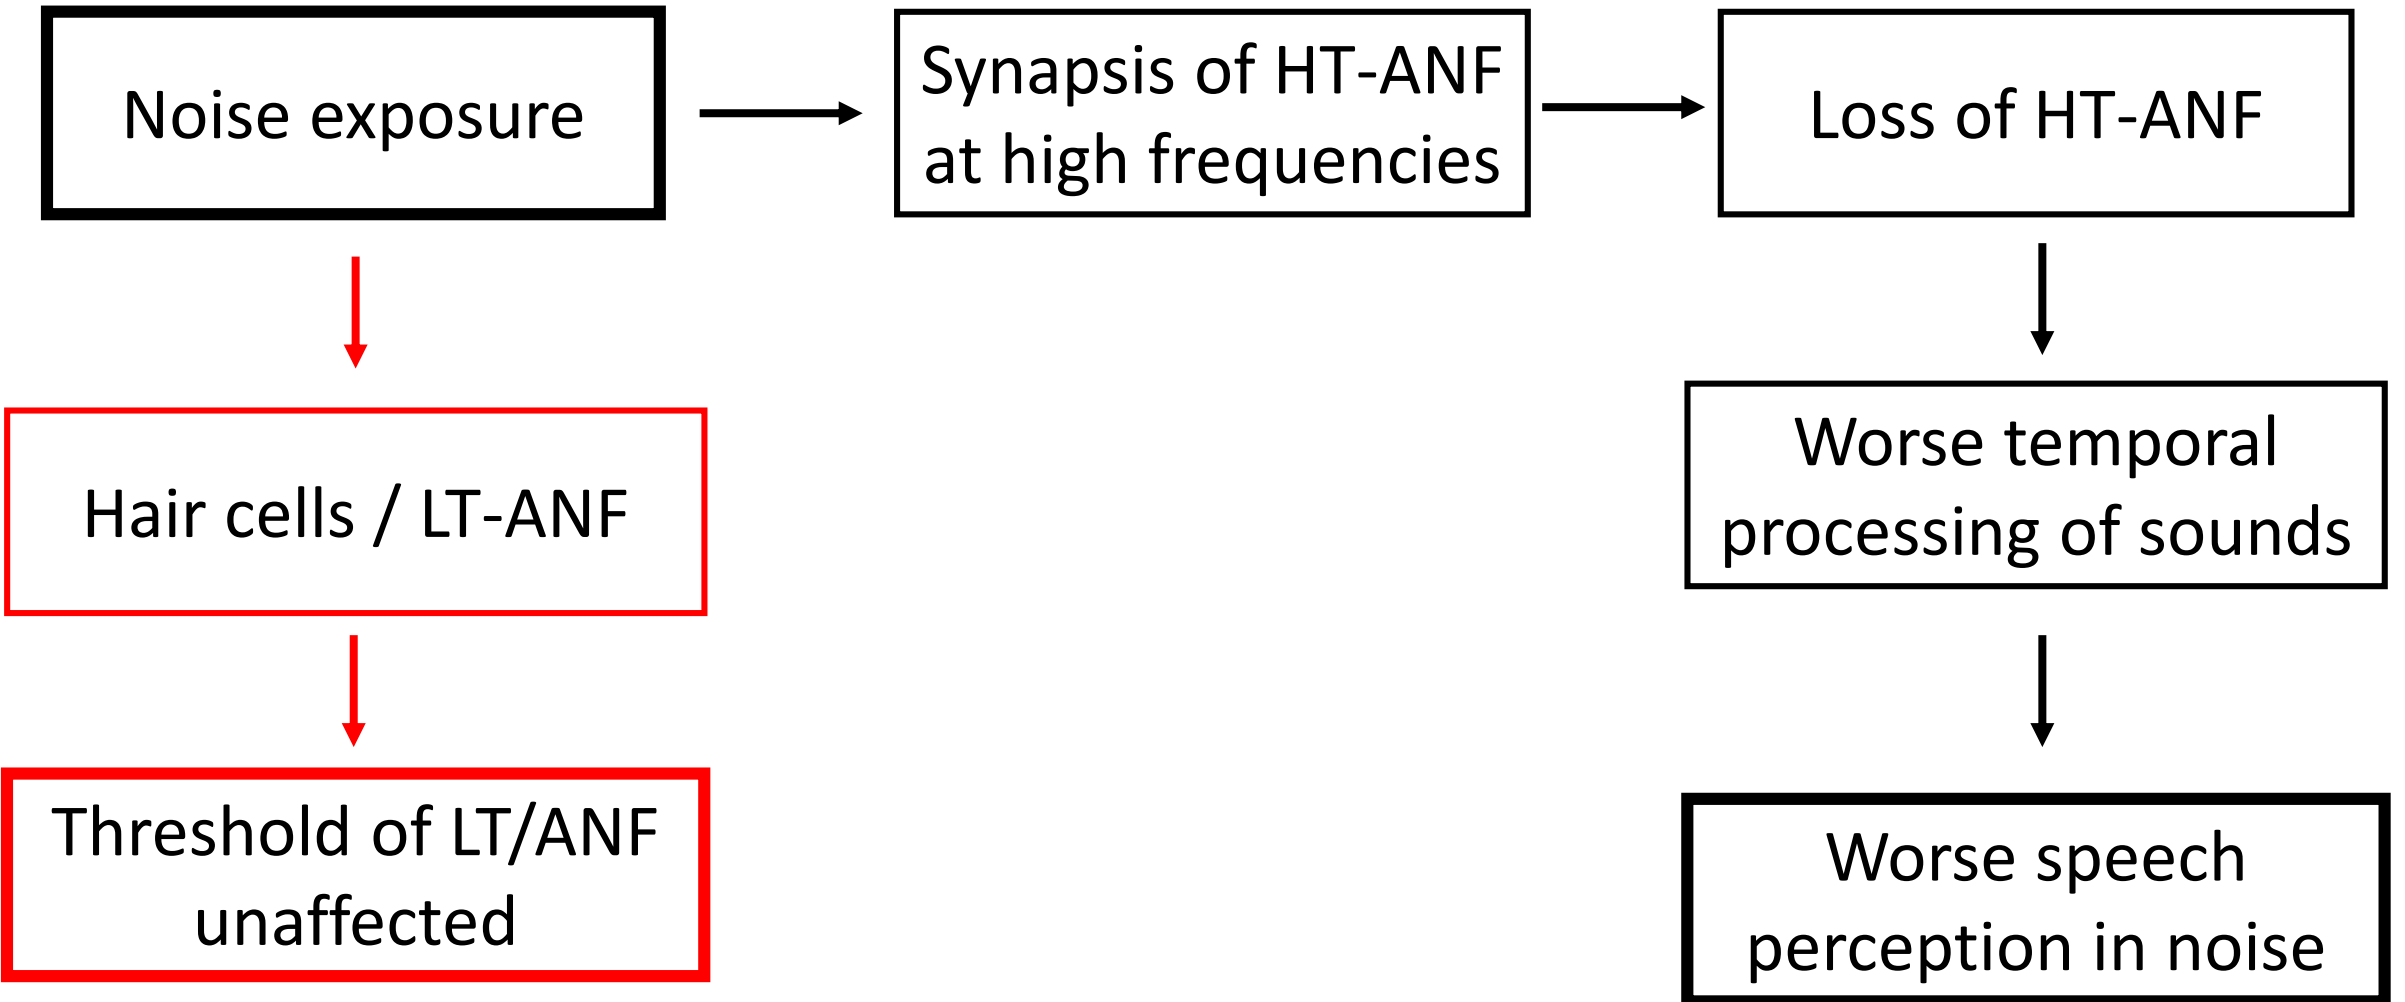 Noise exposure
Synapsis of HT-ANF
at high frequencies
Loss of HT-ANF
Hair cells / LT-ANF
Worse temporal
processing of sounds
Threshold of LT/ANF
unaffected
Worse speech
perception in noise